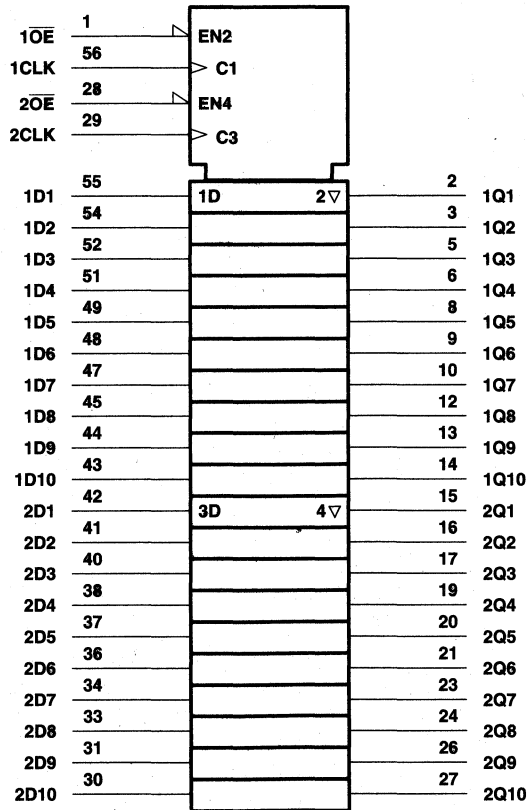 1O̅E̅ 1 EN2
1CLK 56 C1
2O̅E̅ 28 EN4
2CLK 29 C3
1D1 55 1D 2▽ 2 1Q1
1D2 54 3 1Q2
1D3 52 5 1Q3
1D4 51 6 1Q4
1D5 49 8 1Q5
1D6 48 9 1Q6
1D7 47 10 1Q7
1D8 45 12 1Q8
1D9 44 13 1Q9
1D10 43 14 1Q10
2D1 42 3D 4▽ 15 2Q1
2D2 41 16 2Q2
2D3 40 17 2Q3
2D4 38 19 2Q4
2D5 37 20 2Q5
2D6 36 21 2Q6
2D7 34 23 2Q7
2D8 33 24 2Q8
2D9 31 26 2Q9
2D10 30 27 2Q10